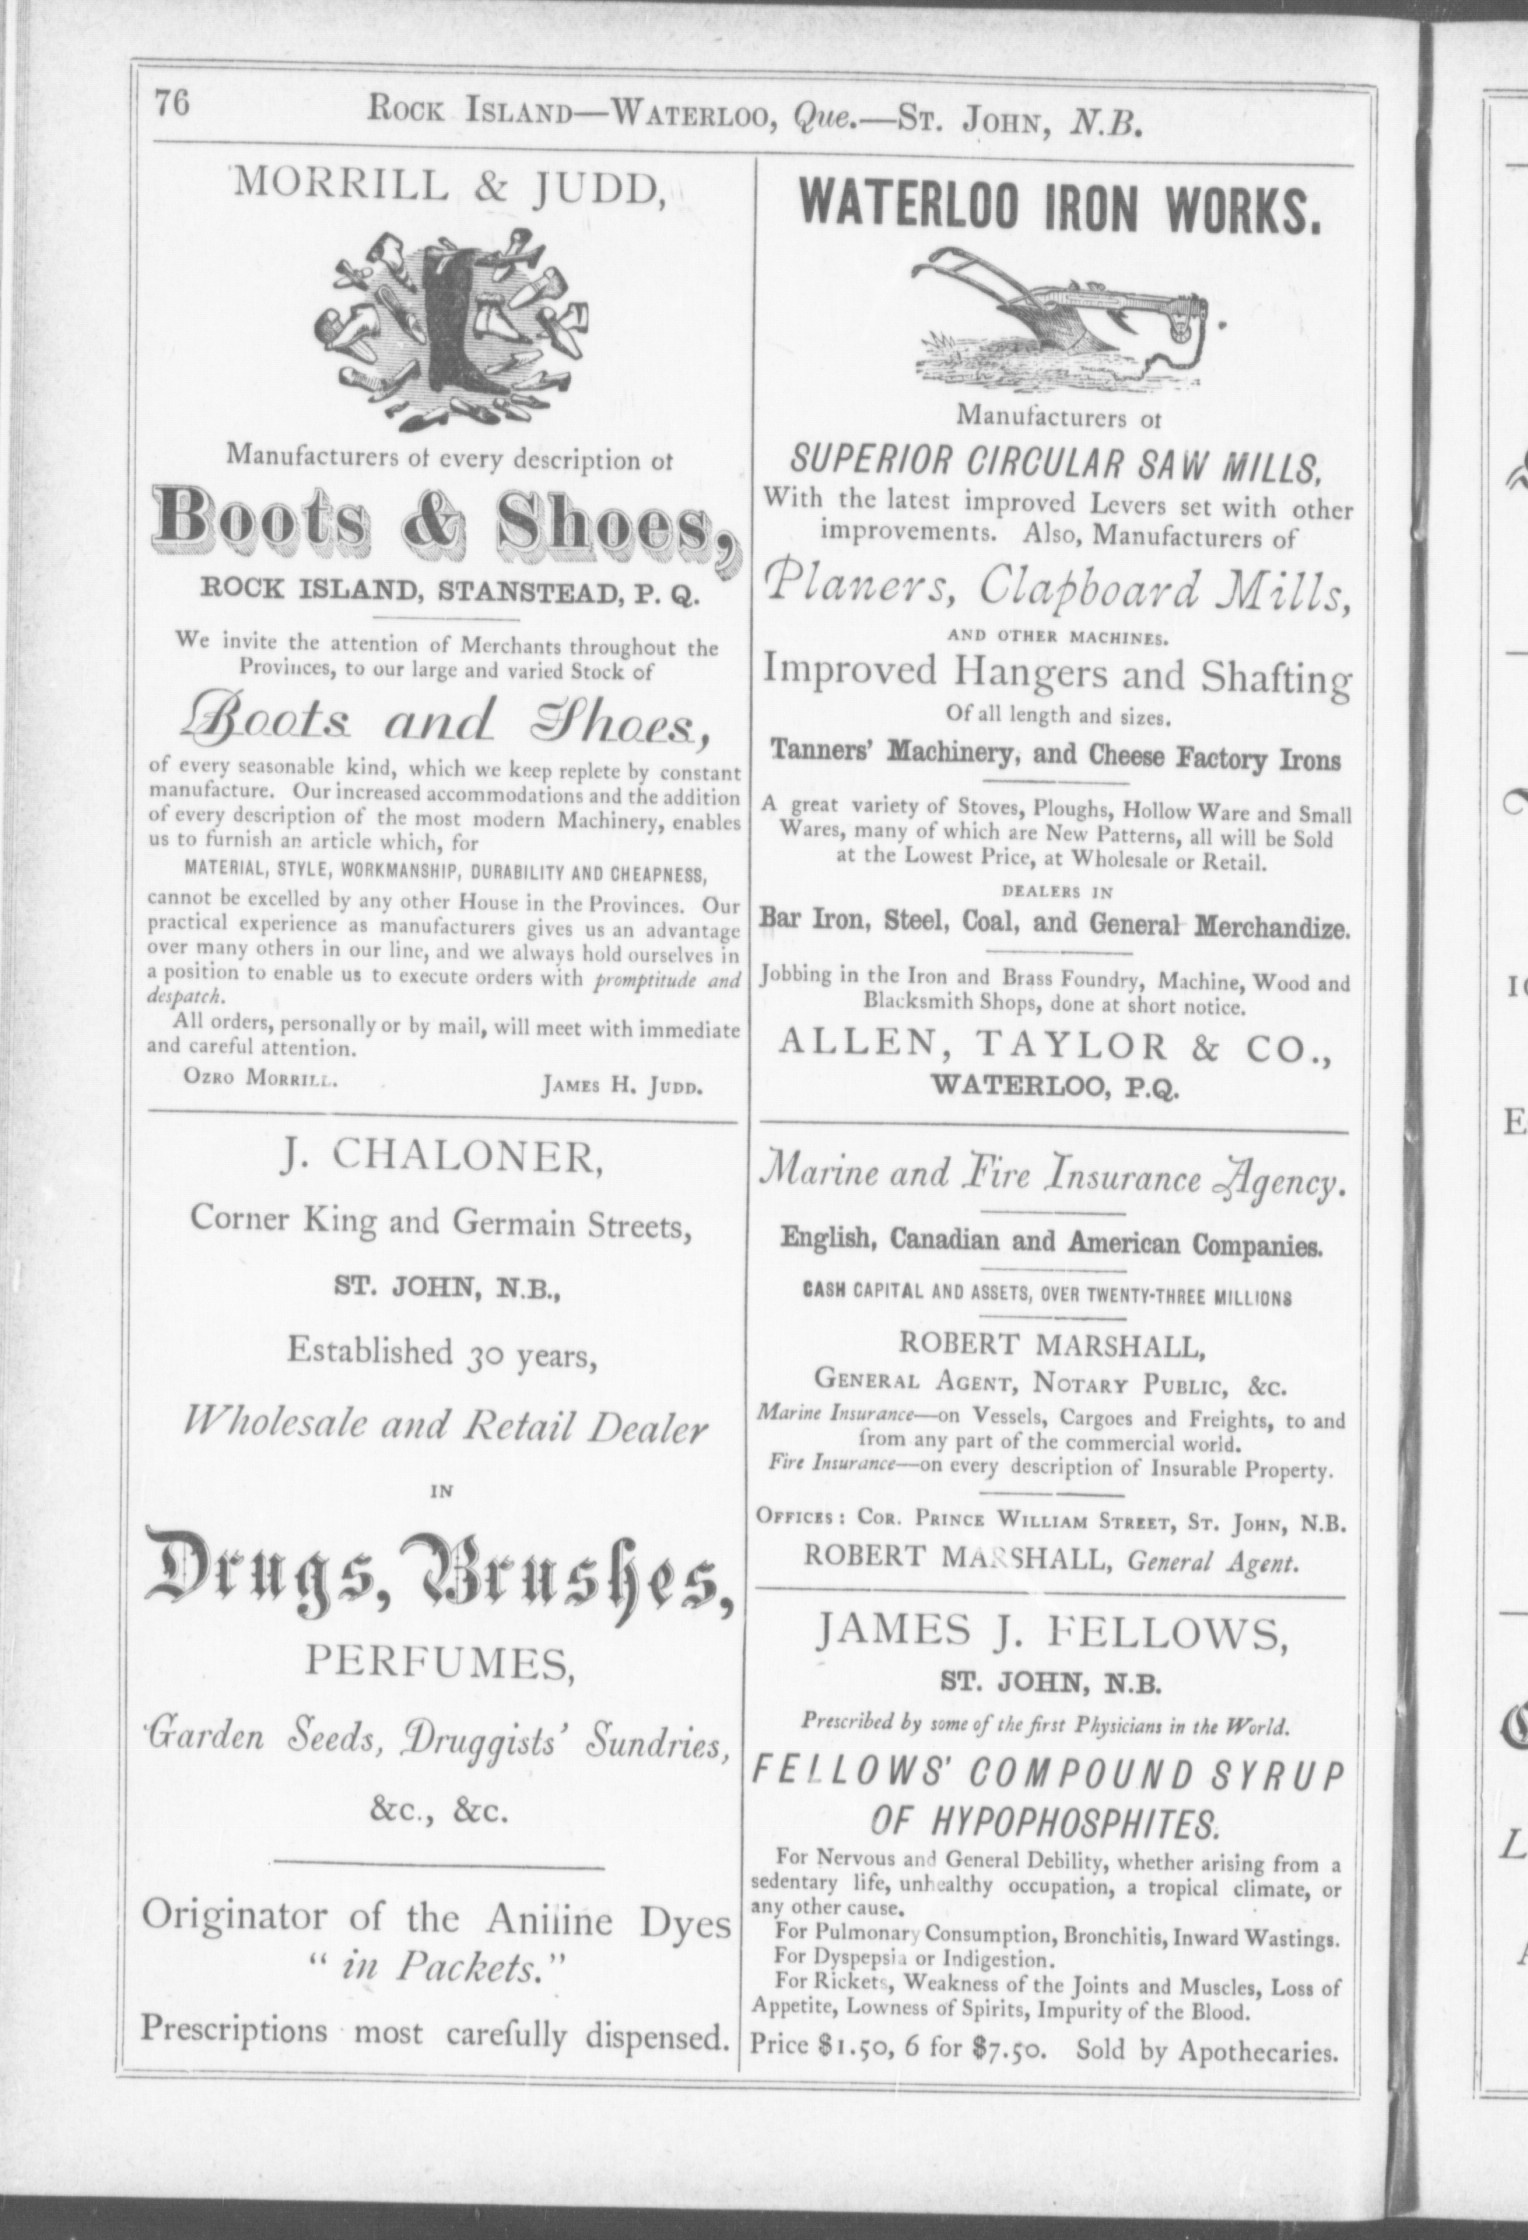 76 ROCK ISLAND—WATERLOO, Que.—ST. JOHN, N.B.
MORRILL & JUDD,
Manufacturers of every description of
Boots & Shoes,
ROCK ISLAND, STANSTEAD, P. Q.
We invite the attention of Merchants throughout the
Provinces, to our large and varied Stock of
Boots and Shoes,
of every seasonable kind, which we keep replete by constant
manufacture. Our increased accommodations and the addition
of every description of the most modern Machinery, enables
us to furnish an article which, for
MATERIAL, STYLE, WORKMANSHIP, DURABILITY AND CHEAPNESS,
cannot be excelled by any other House in the Provinces. Our
practical experience as manufacturers gives us an advantage
over many others in our line, and we always hold ourselves in
a position to enable us to execute orders with promptitude and
despatch.
All orders, personally or by mail, will meet with immediate
and careful attention.
OZRO MORRILL. JAMES H. JUDD.
J. CHALONER,
Corner King and Germain Streets,
ST. JOHN, N.B.,
Established 30 years,
Wholesale and Retail Dealer
IN
Drugs, Brushes,
PERFUMES,
Garden Seeds, Druggists' Sundries,
&c., &c.
Originator of the Aniline Dyes
"in Packets."
Prescriptions most carefully dispensed.
WATERLOO IRON WORKS.
Manufacturers of
SUPERIOR CIRCULAR SAW MILLS,
With the latest improved Levers set with other
improvements. Also, Manufacturers of
Planers, Clapboard Mills,
AND OTHER MACHINES.
Improved Hangers and Shafting
Of all length and sizes.
Tanners' Machinery, and Cheese Factory Irons
A great variety of Stoves, Ploughs, Hollow Ware and Small
Wares, many of which are New Patterns, all will be Sold
at the Lowest Price, at Wholesale or Retail.
DEALERS IN
Bar Iron, Steel, Coal, and General Merchandize.
Jobbing in the Iron and Brass Foundry, Machine, Wood and
Blacksmith Shops, done at short notice.
ALLEN, TAYLOR & CO.,
WATERLOO, P.Q.
Marine and Fire Insurance Agency.
English, Canadian and American Companies.
CASH CAPITAL AND ASSETS, OVER TWENTY-THREE MILLIONS
ROBERT MARSHALL,
GENERAL AGENT, NOTARY PUBLIC, &C.
Marine Insurance—on Vessels, Cargoes and Freights, to and
from any part of the commercial world.
Fire Insurance—on every description of Insurable Property.
OFFICES: COR. PRINCE WILLIAM STREET, ST. JOHN, N.B.
ROBERT MARSHALL, General Agent.
JAMES J. FELLOWS,
ST. JOHN, N.B.
Prescribed by some of the first Physicians in the World.
FELLOWS' COMPOUND SYRUP
OF HYPOPHOSPHITES.
For Nervous and General Debility, whether arising from a
sedentary life, unhealthy occupation, a tropical climate, or
any other cause.
For Pulmonary Consumption, Bronchitis, Inward Wastings.
For Dyspepsia or Indigestion.
For Rickets, Weakness of the Joints and Muscles, Loss of
Appetite, Lowness of Spirits, Impurity of the Blood.
Price $1.50, 6 for $7.50. Sold by Apothecaries.